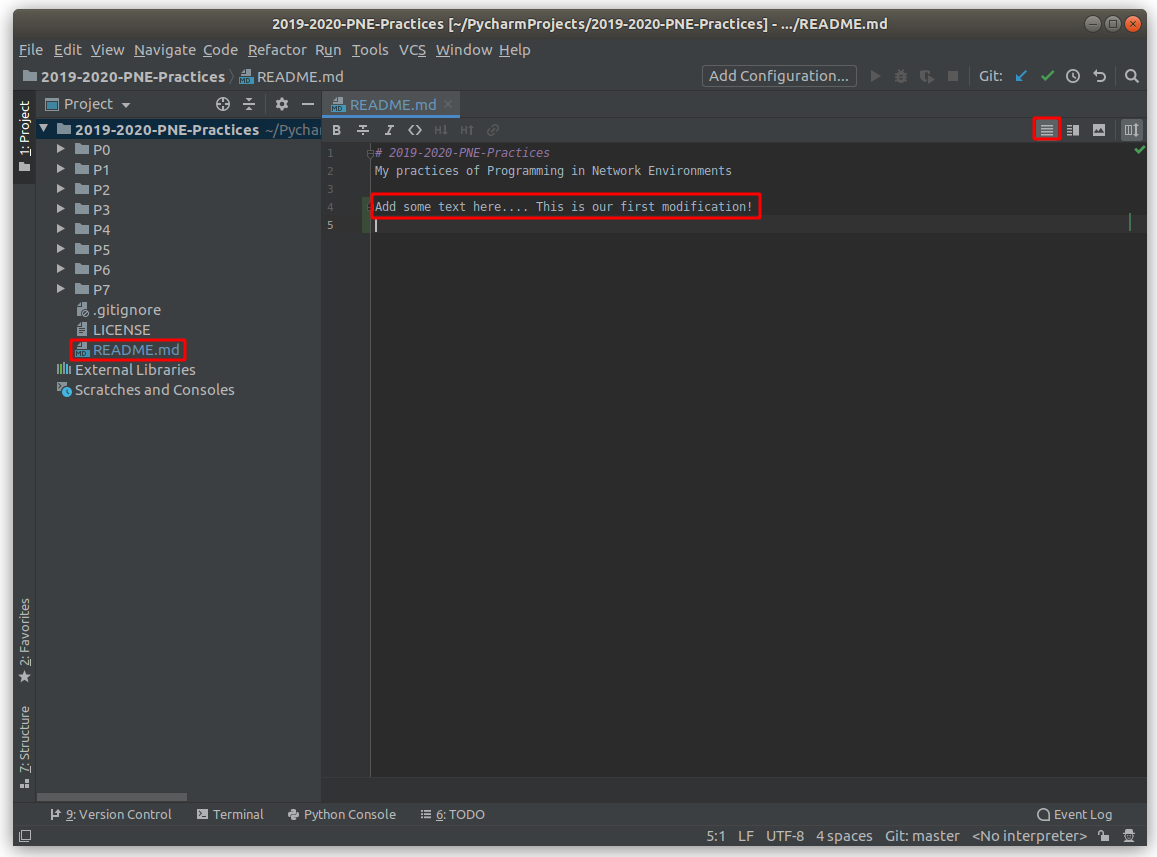 2019-2020-PNE-Practices [~/PycharmProjects/2019-2020-PNE-Practices] - .../README.md
File Edit View Navigate Code Refactor Run Tools VCS Window Help
2019-2020-PNE-Practices README.md Add Configuration... Git:
1: Project
Project
README.md
2019-2020-PNE-Practices ~/Pychar
P0
P1
P2
P3
P4
P5
P6
P7
.gitignore
LICENSE
README.md
External Libraries
Scratches and Consoles
B I <> H↓ H↑
1 # 2019-2020-PNE-Practices
2 My practices of Programming in Network Environments
3
4 Add some text here.... This is our first modification!
5
2: Favorites
7: Structure
9: Version Control Terminal Python Console 6: TODO Event Log
5:1 LF UTF-8 4 spaces Git: master <No interpreter>